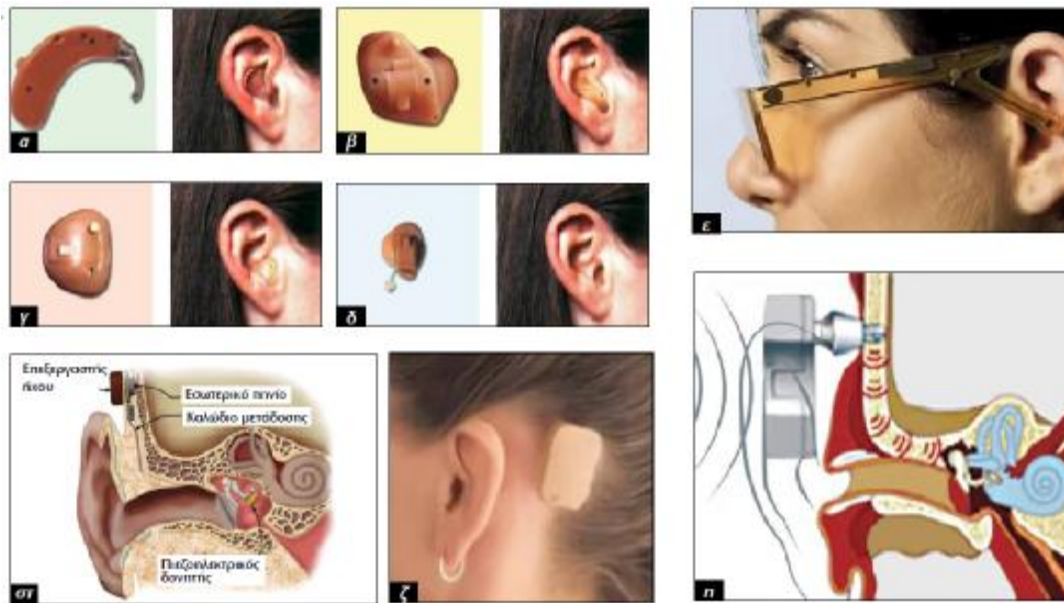 α
β
γ
δ
ε
Επεξεργαστής
ήχου
Εσωτερικό πηνίο
Καλώδιο μετάδοσης
Πιεζοηλεκτρικός
δονητής
στ
ζ
η